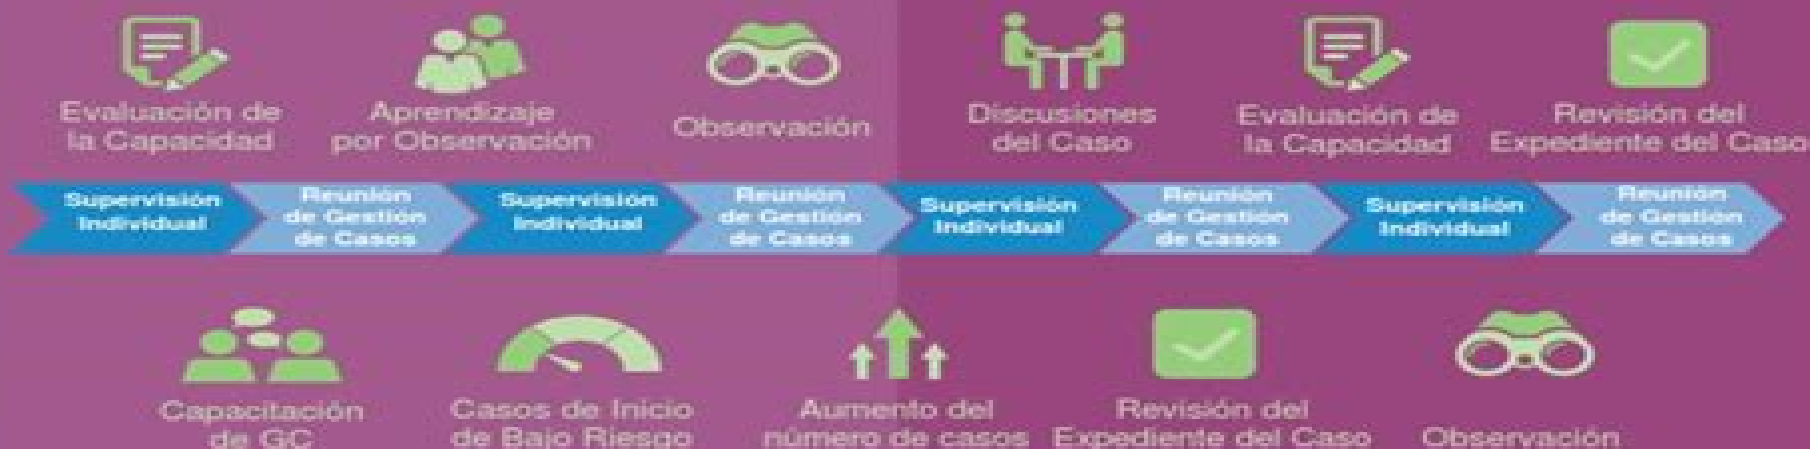 Evaluación de
la Capacidad
Aprendizaje
por Observación
Observación
Discusiones
del Caso
Evaluación de
la Capacidad
Revisión del
Expediente del Caso
Supervisión
Individual
Reunión
de Gestión
de Casos
Supervisión
Individual
Reunión
de Gestión
de Casos
Supervisión
Individual
Reunión
de Gestión
de Casos
Supervisión
Individual
Reunión
de Gestión
de Casos
Capacitación
de GC
Casos de Inicio
de Bajo Riesgo
Aumento del
número de casos
Revisión del
Expediente del Caso
Observación